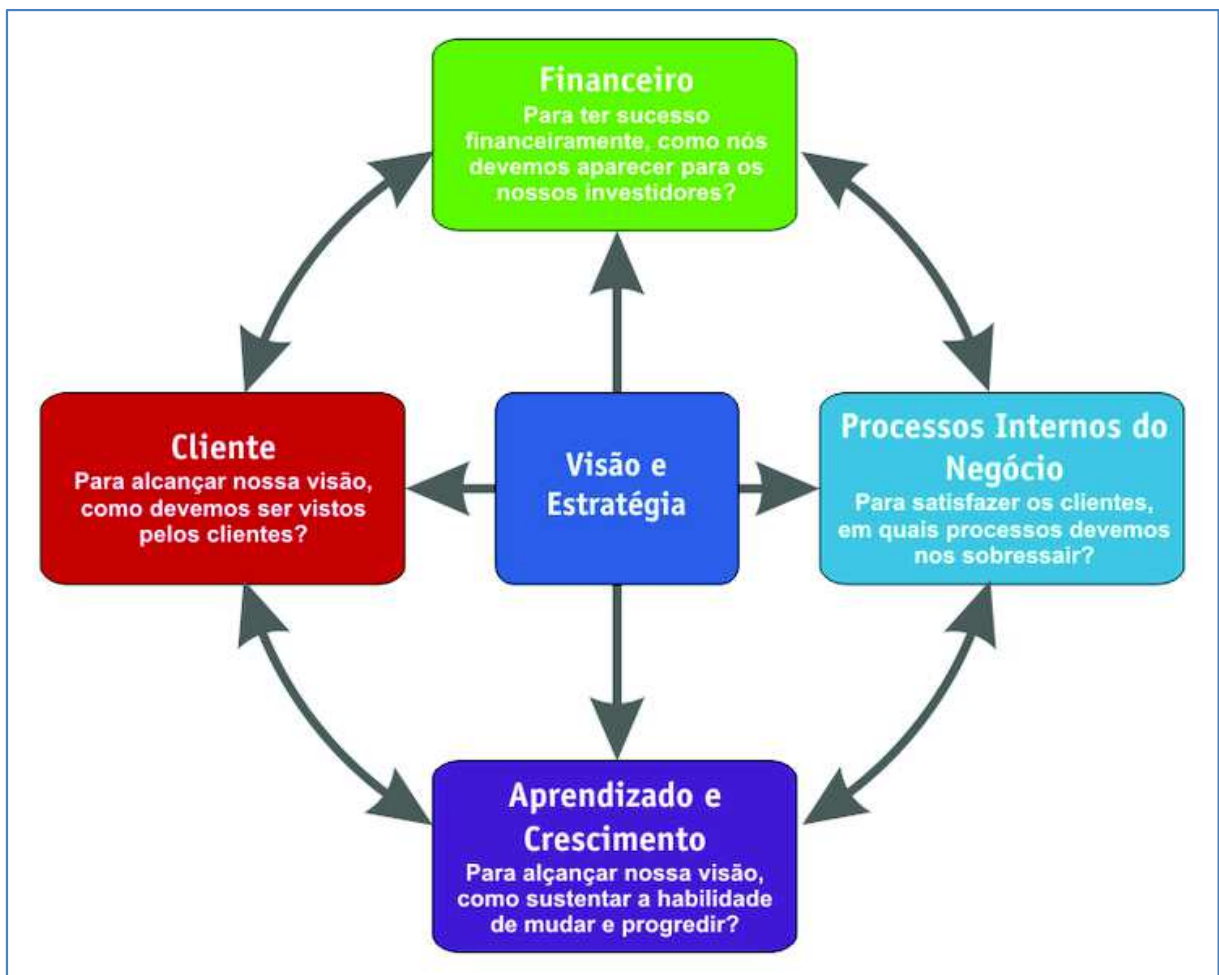 Financeiro
Para ter sucesso
financeiramente, como nós
devemos aparecer para os
nossos investidores?
Cliente
Para alcançar nossa visão,
como devemos ser vistos
pelos clientes?
Visão e
Estratégia
Processos Internos do
Negócio
Para satisfazer os clientes,
em quais processos devemos
nos sobressair?
Aprendizado e
Crescimento
Para alçançar nossa visão,
como sustentar a habilidade
de mudar e progredir?